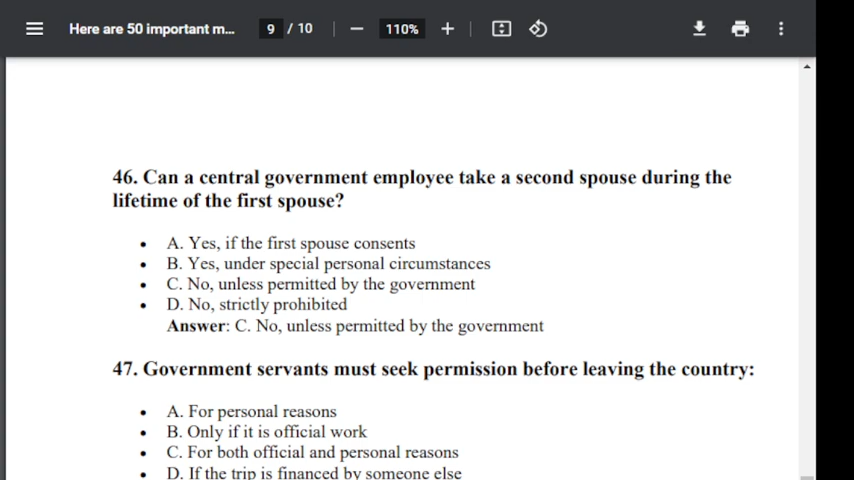 Here are 50 important m... 9 / 10 110%
46. Can a central government employee take a second spouse during the
lifetime of the first spouse?
• A. Yes, if the first spouse consents
• B. Yes, under special personal circumstances
• C. No, unless permitted by the government
• D. No, strictly prohibited
Answer: C. No, unless permitted by the government
47. Government servants must seek permission before leaving the country:
• A. For personal reasons
• B. Only if it is official work
• C. For both official and personal reasons
• D. If the trip is financed by someone else